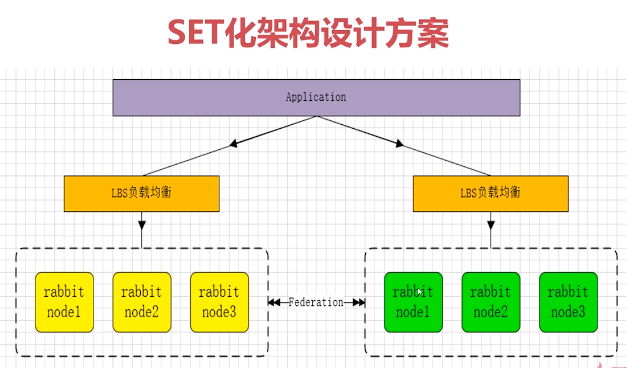 SET化架构设计方案
Application
LBS负载均衡
LBS负载均衡
rabbit
node1
rabbit
node2
rabbit
node3
Federation
rabbit
node1
rabbit
node2
rabbit
node3